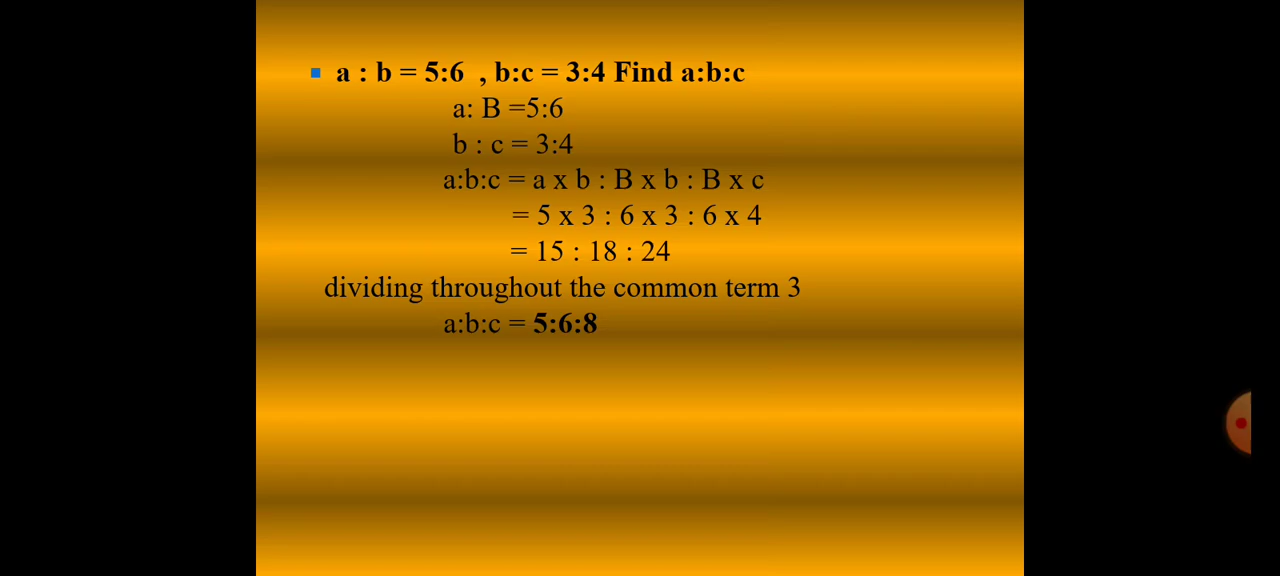 a : b = 5:6 , b:c = 3:4 Find a:b:c
a: B =5:6
b : c = 3:4
a:b:c = a x b : B x b : B x c
= 5 x 3 : 6 x 3 : 6 x 4
= 15 : 18 : 24
dividing throughout the common term 3
a:b:c = 5:6:8